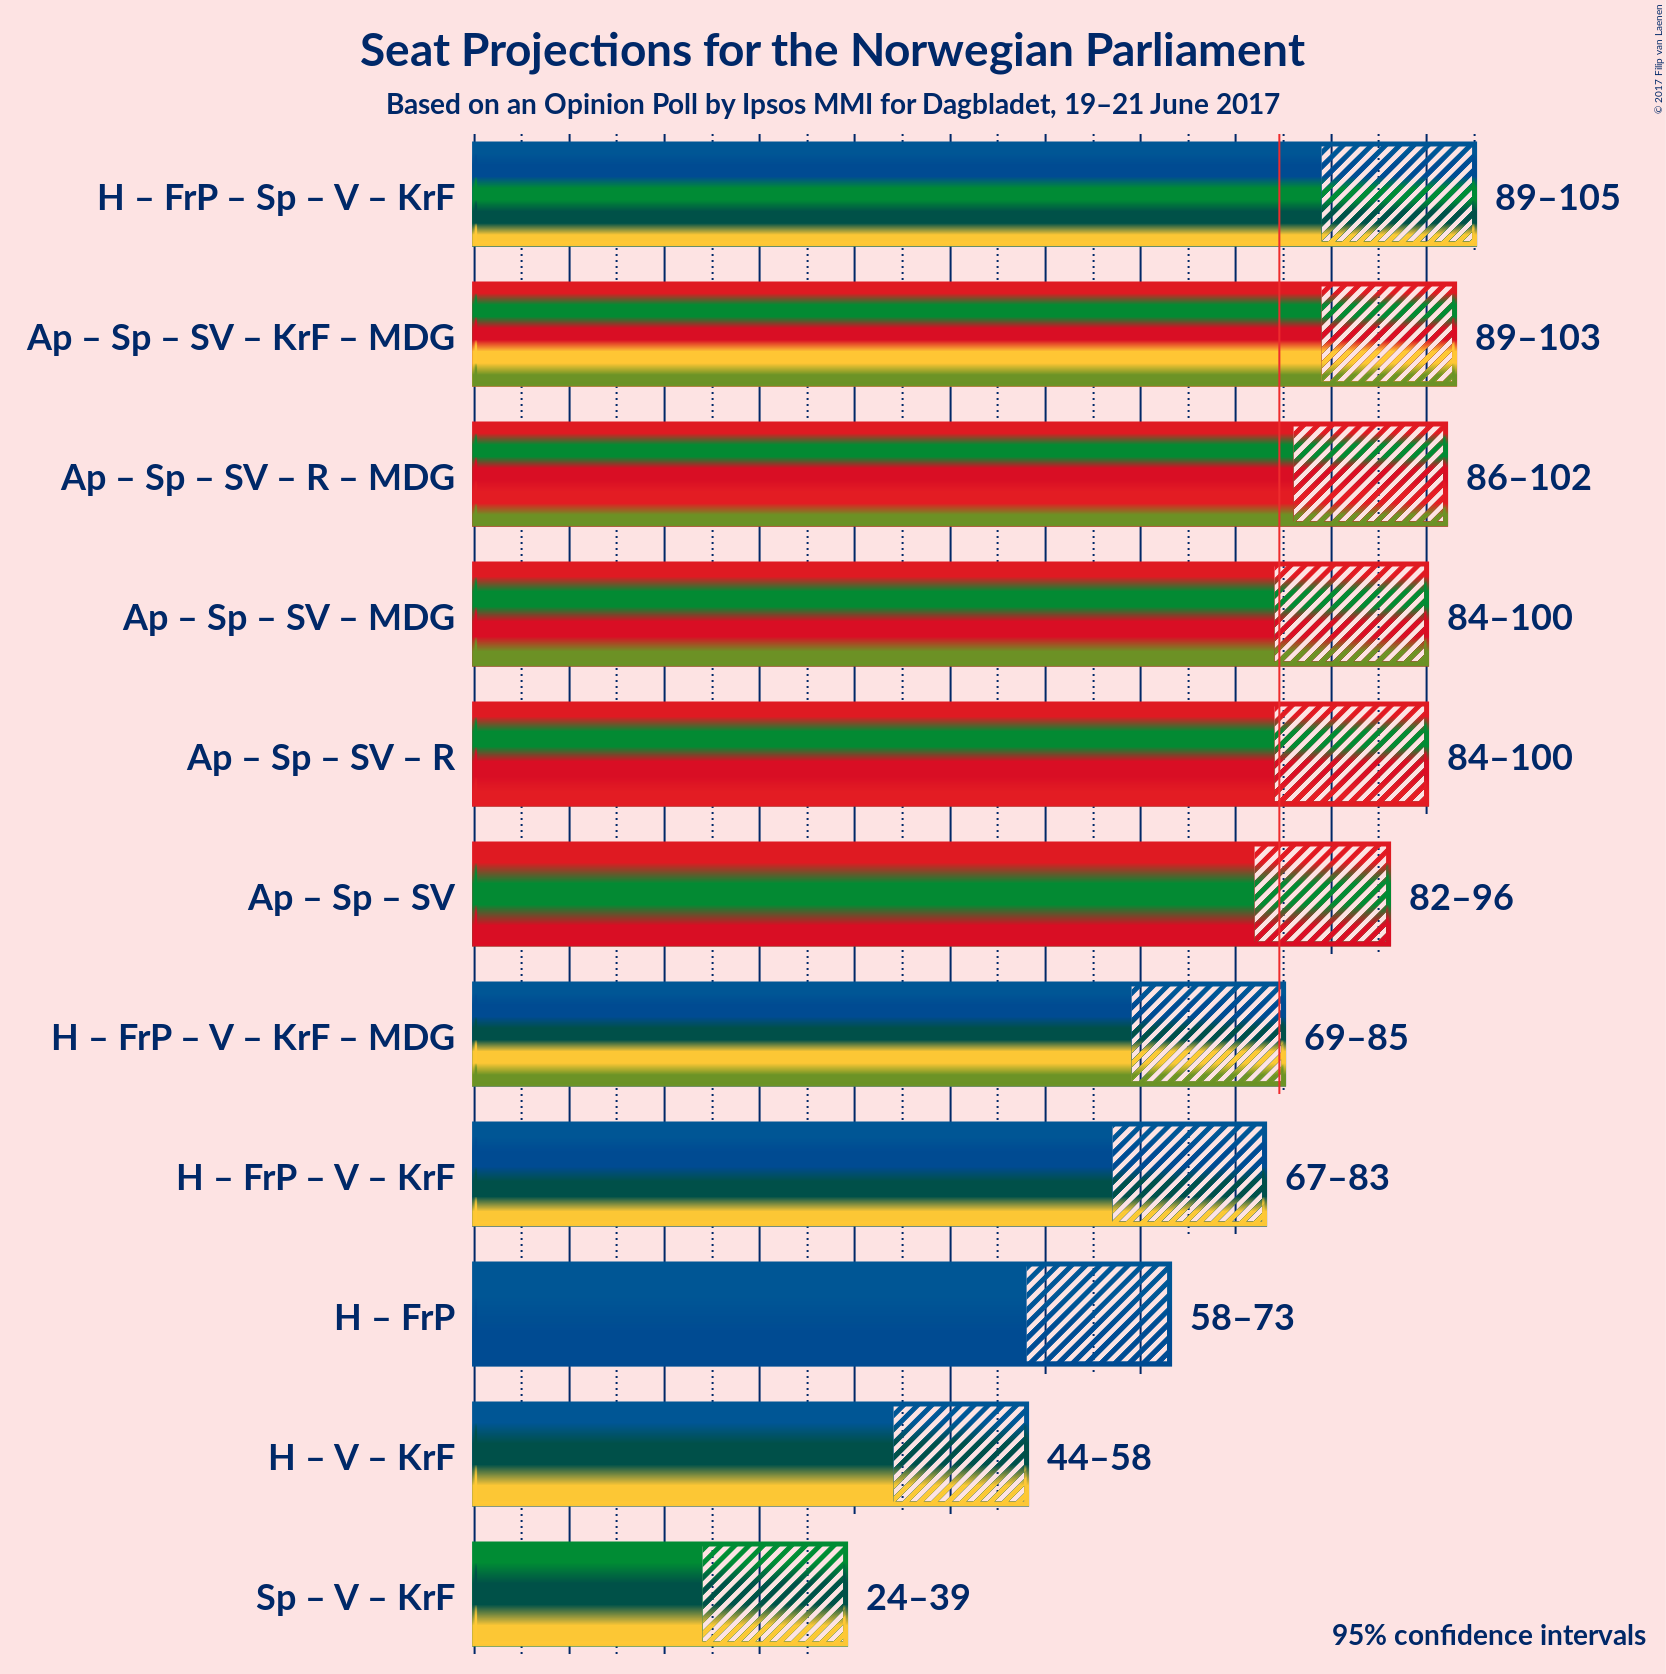 Seat Projections for the Norwegian Parliament
Based on an Opinion Poll by Ipsos MMI for Dagbladet, 19–21 June 2017
© 2017 Filip van Laenen
H – FrP – Sp – V – KrF 89–105
Ap – Sp – SV – KrF – MDG 89–103
Ap – Sp – SV – R – MDG 86–102
Ap – Sp – SV – MDG 84–100
Ap – Sp – SV – R 84–100
Ap – Sp – SV 82–96
H – FrP – V – KrF – MDG 69–85
H – FrP – V – KrF 67–83
H – FrP 58–73
H – V – KrF 44–58
Sp – V – KrF 24–39
95% confidence intervals